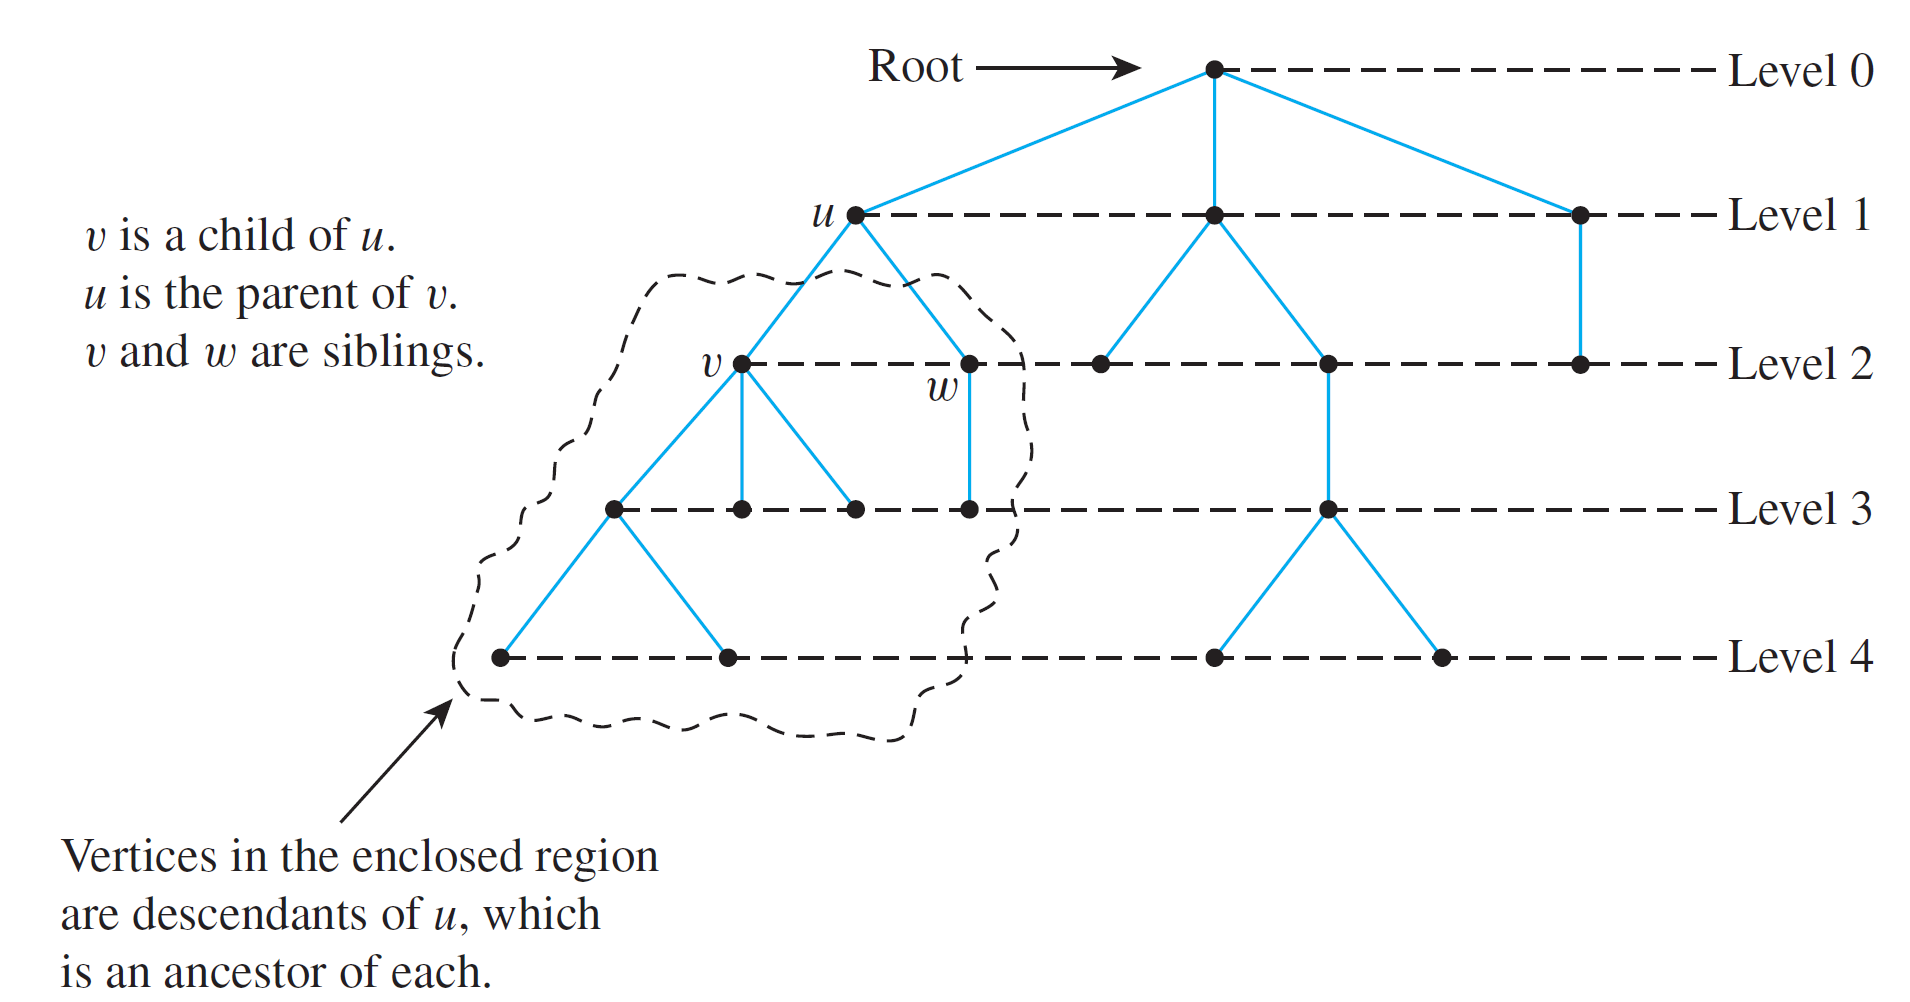 Root
Level 0
u
Level 1
v is a child of u.
u is the parent of v.
v and w are siblings.
v
w
Level 2
Level 3
Level 4
Vertices in the enclosed region
are descendants of u, which
is an ancestor of each.